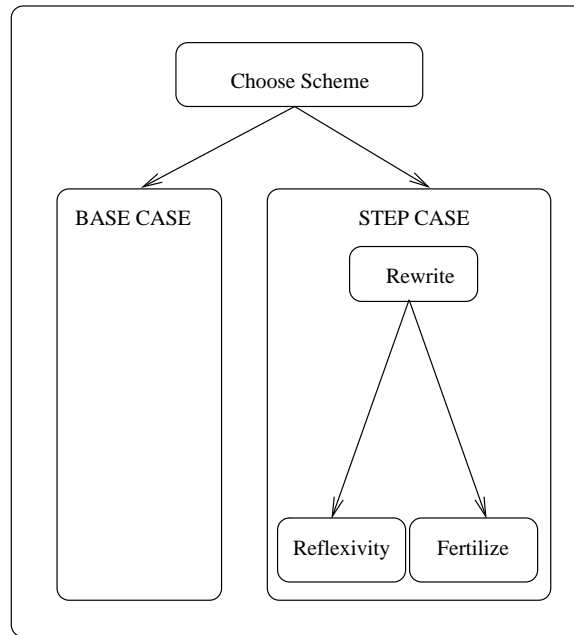 Choose Scheme
BASE CASE
STEP CASE
Rewrite
Reflexivity
Fertilize